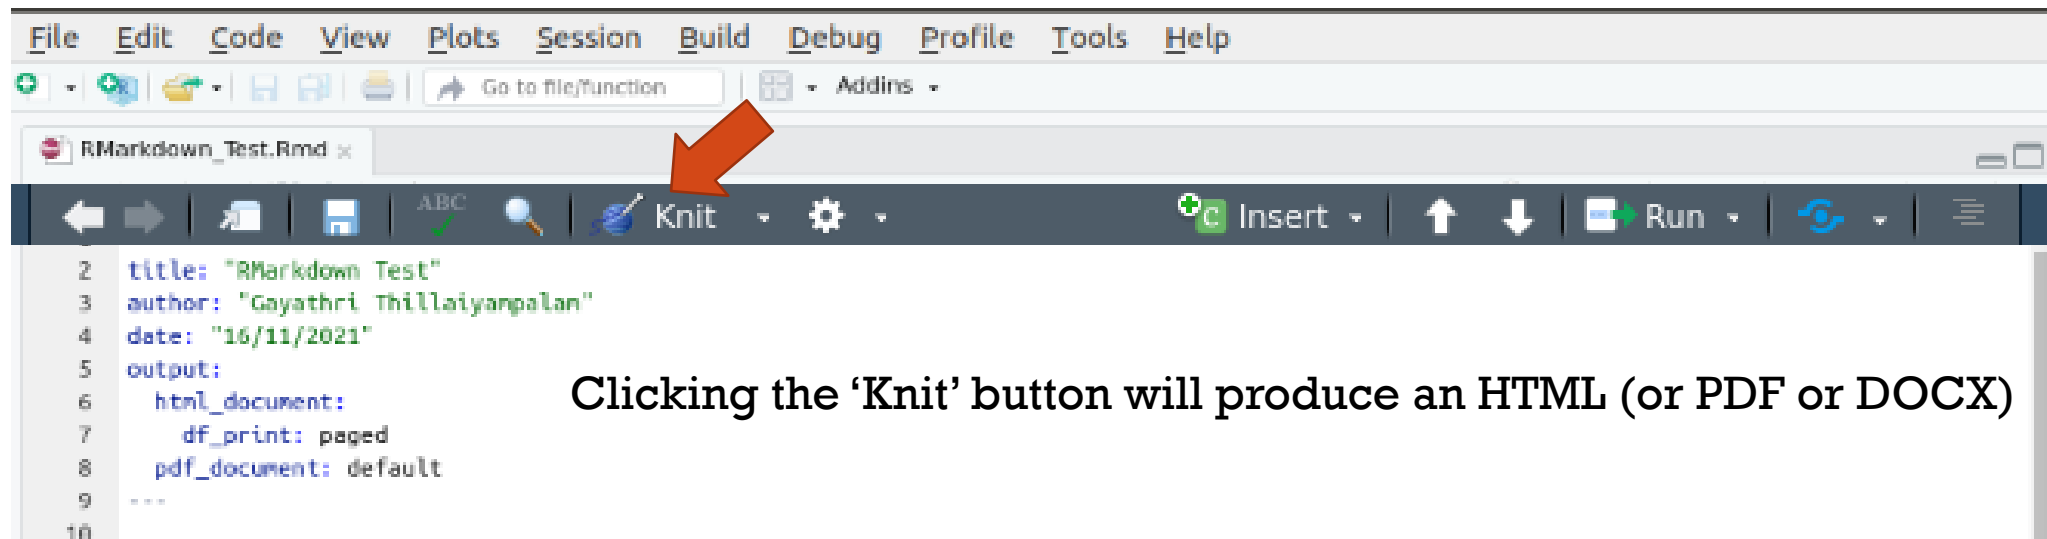 File Edit Code View Plots Session Build Debug Profile Tools Help
Go to file/function Addins
RMarkdown_Test.Rmd
ABC Knit Insert Run
2 title: "RMarkdown Test"
3 author: "Gayathri Thillaiyampalam"
4 date: "16/11/2021"
5 output:
6 html_document:
7 df_print: paged
8 pdf_document: default
9 ---
10
Clicking the ‘Knit’ button will produce an HTML (or PDF or DOCX)